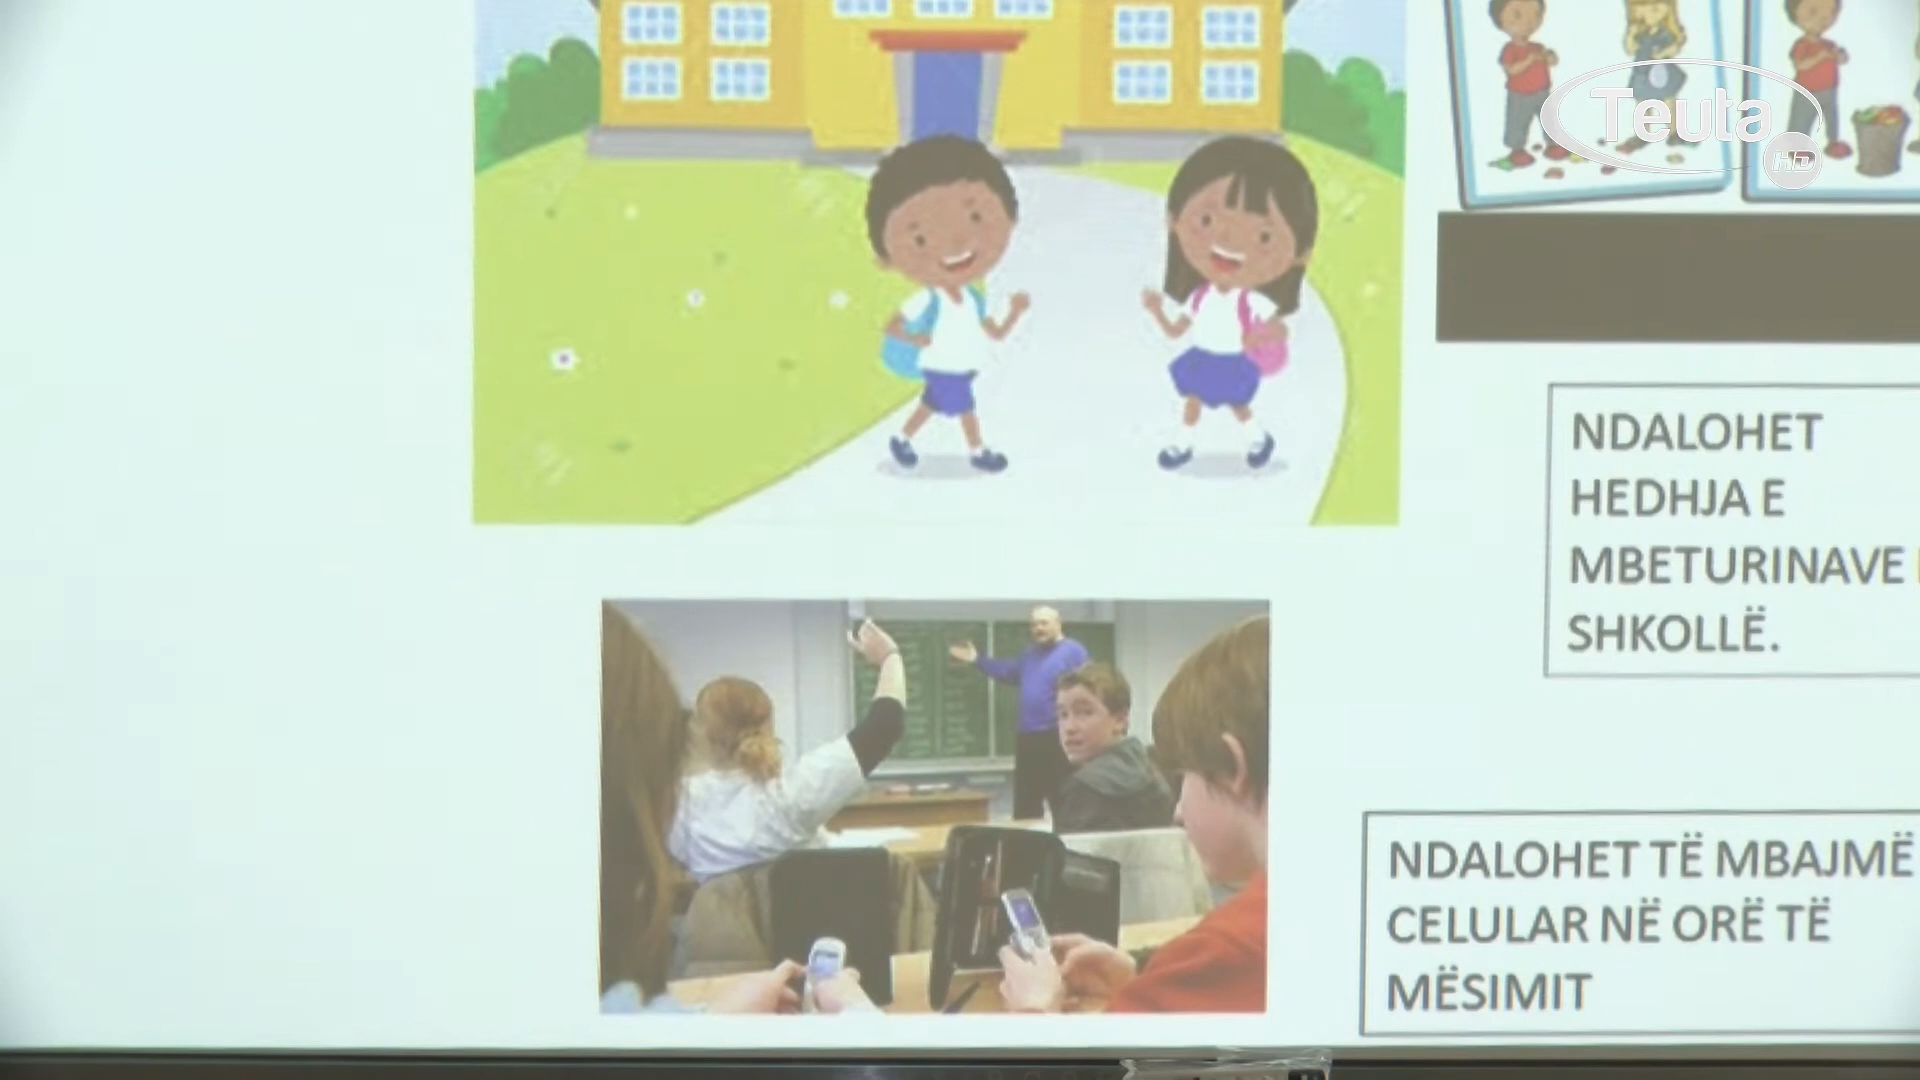 Teuta
HD
NDALOHET
HEDHJA E
MBETURINAVE
SHKOLLË.
NDALOHET TË MBAJMË
CELULAR NË ORË TË
MËSIMIT